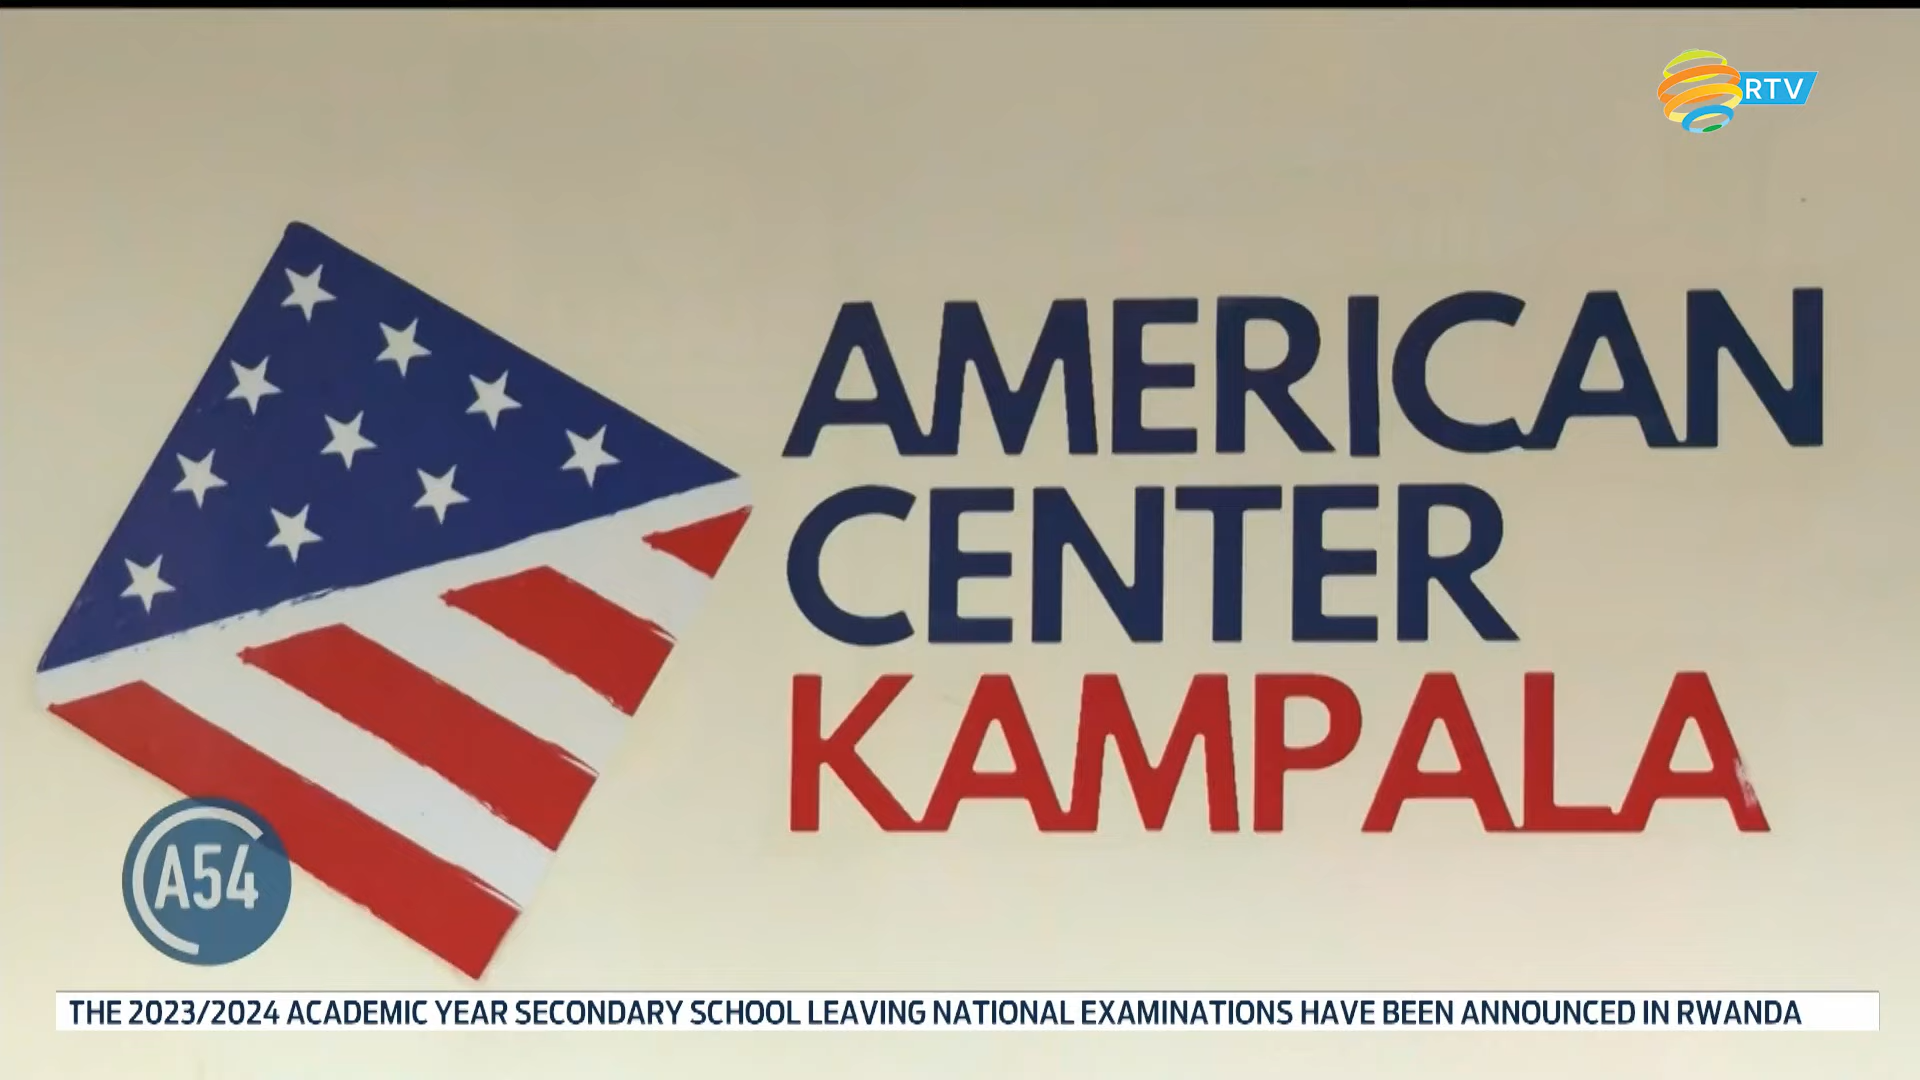 RTV
AMERICAN
CENTER
KAMPALA
A54
THE 2023/2024 ACADEMIC YEAR SECONDARY SCHOOL LEAVING NATIONAL EXAMINATIONS HAVE BEEN ANNOUNCED IN RWANDA